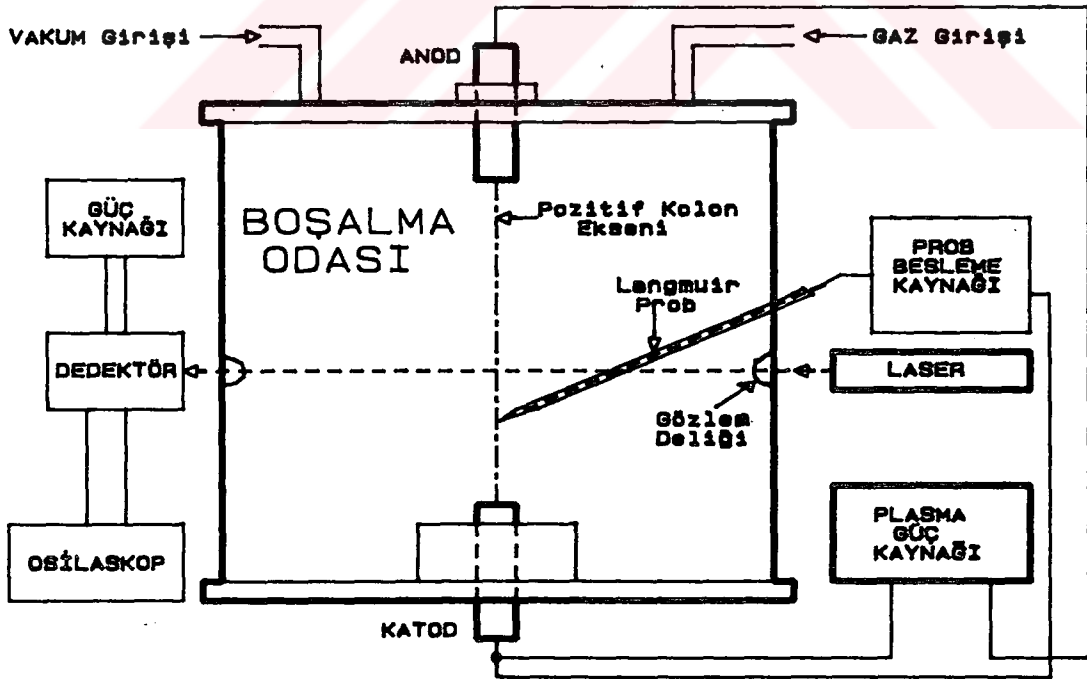 VAKUM Girişi
ANOD
GAZ Girişi
GÜÇ
KAYNAĞI
BOŞALMA
ODASI
Pozitif Kolon
Ekseni
Langmuir
Prob
PROB
BESLEME
KAYNAĞI
DEDEKTÖR
LASER
Gözlem
Deliği
PLASMA
GÜÇ
KAYNAĞI
OSİLASKOP
KATOD